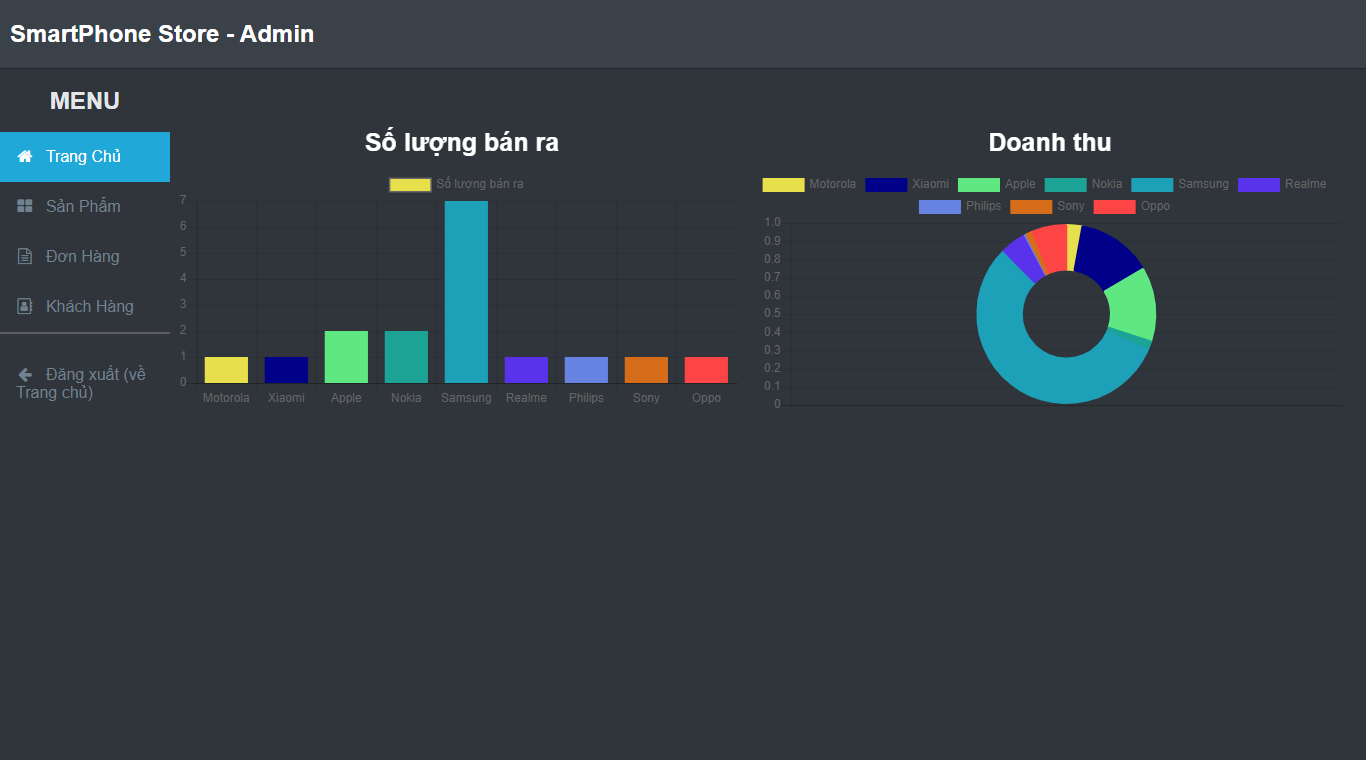 SmartPhone Store - Admin
MENU
Trang Chủ
Sản Phẩm
Đơn Hàng
Khách Hàng
Đăng xuất (về
Trang chủ)
Số lượng bán ra
Số lượng bán ra
7
6
5
4
3
2
1
0
Motorola Xiaomi Apple Nokia Samsung Realme Philips Sony Oppo
Doanh thu
Motorola Xiaomi Apple Nokia Samsung Realme
Philips Sony Oppo
1.0
0.9
0.8
0.7
0.6
0.5
0.4
0.3
0.2
0.1
0